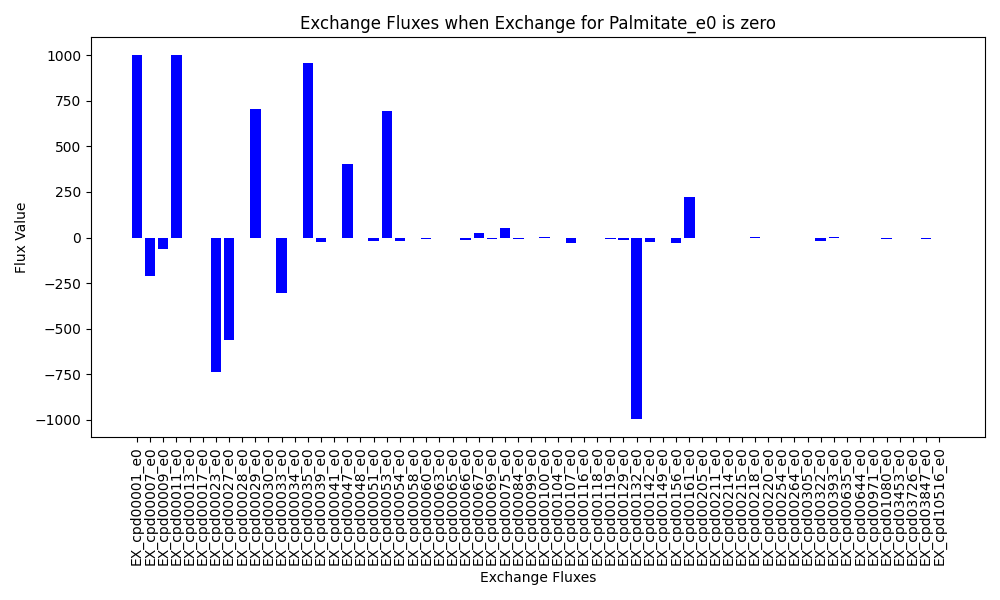 Exchange Fluxes when Exchange for Palmitate_e0 is zero
Flux Value
1000
750
500
250
0
−250
−500
−750
−1000
EX_cpd00001_e0
EX_cpd00007_e0
EX_cpd00009_e0
EX_cpd00011_e0
EX_cpd00013_e0
EX_cpd00017_e0
EX_cpd00023_e0
EX_cpd00027_e0
EX_cpd00028_e0
EX_cpd00029_e0
EX_cpd00030_e0
EX_cpd00033_e0
EX_cpd00034_e0
EX_cpd00035_e0
EX_cpd00039_e0
EX_cpd00041_e0
EX_cpd00047_e0
EX_cpd00048_e0
EX_cpd00051_e0
EX_cpd00053_e0
EX_cpd00054_e0
EX_cpd00058_e0
EX_cpd00060_e0
EX_cpd00063_e0
EX_cpd00065_e0
EX_cpd00066_e0
EX_cpd00067_e0
EX_cpd00069_e0
EX_cpd00075_e0
EX_cpd00084_e0
EX_cpd00099_e0
EX_cpd00100_e0
EX_cpd00104_e0
EX_cpd00107_e0
EX_cpd00116_e0
EX_cpd00118_e0
EX_cpd00119_e0
EX_cpd00129_e0
EX_cpd00132_e0
EX_cpd00142_e0
EX_cpd00149_e0
EX_cpd00156_e0
EX_cpd00161_e0
EX_cpd00205_e0
EX_cpd00211_e0
EX_cpd00214_e0
EX_cpd00215_e0
EX_cpd00218_e0
EX_cpd00220_e0
EX_cpd00254_e0
EX_cpd00264_e0
EX_cpd00305_e0
EX_cpd00322_e0
EX_cpd00393_e0
EX_cpd00635_e0
EX_cpd00644_e0
EX_cpd00971_e0
EX_cpd01080_e0
EX_cpd03453_e0
EX_cpd03726_e0
EX_cpd03847_e0
EX_cpd10516_e0
Exchange Fluxes